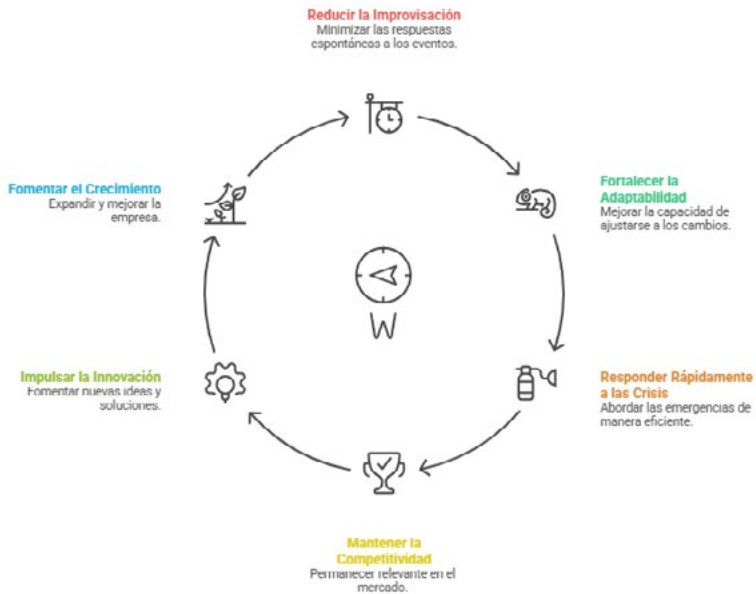 Reducir la Improvisación
Minimizar las respuestas
espontáneas a los eventos.
Fortalecer la
Adaptabilidad
Mejorar la capacidad de
ajustarse a los cambios.
Responder Rápidamente
a las Crisis
Abordar las emergencias de
manera eficiente.
Mantener la
Competitividad
Permanecer relevante en el
mercado.
Impulsar la Innovación
Fomentar nuevas ideas y
soluciones.
Fomentar el Crecimiento
Expandir y mejorar la
empresa.
W